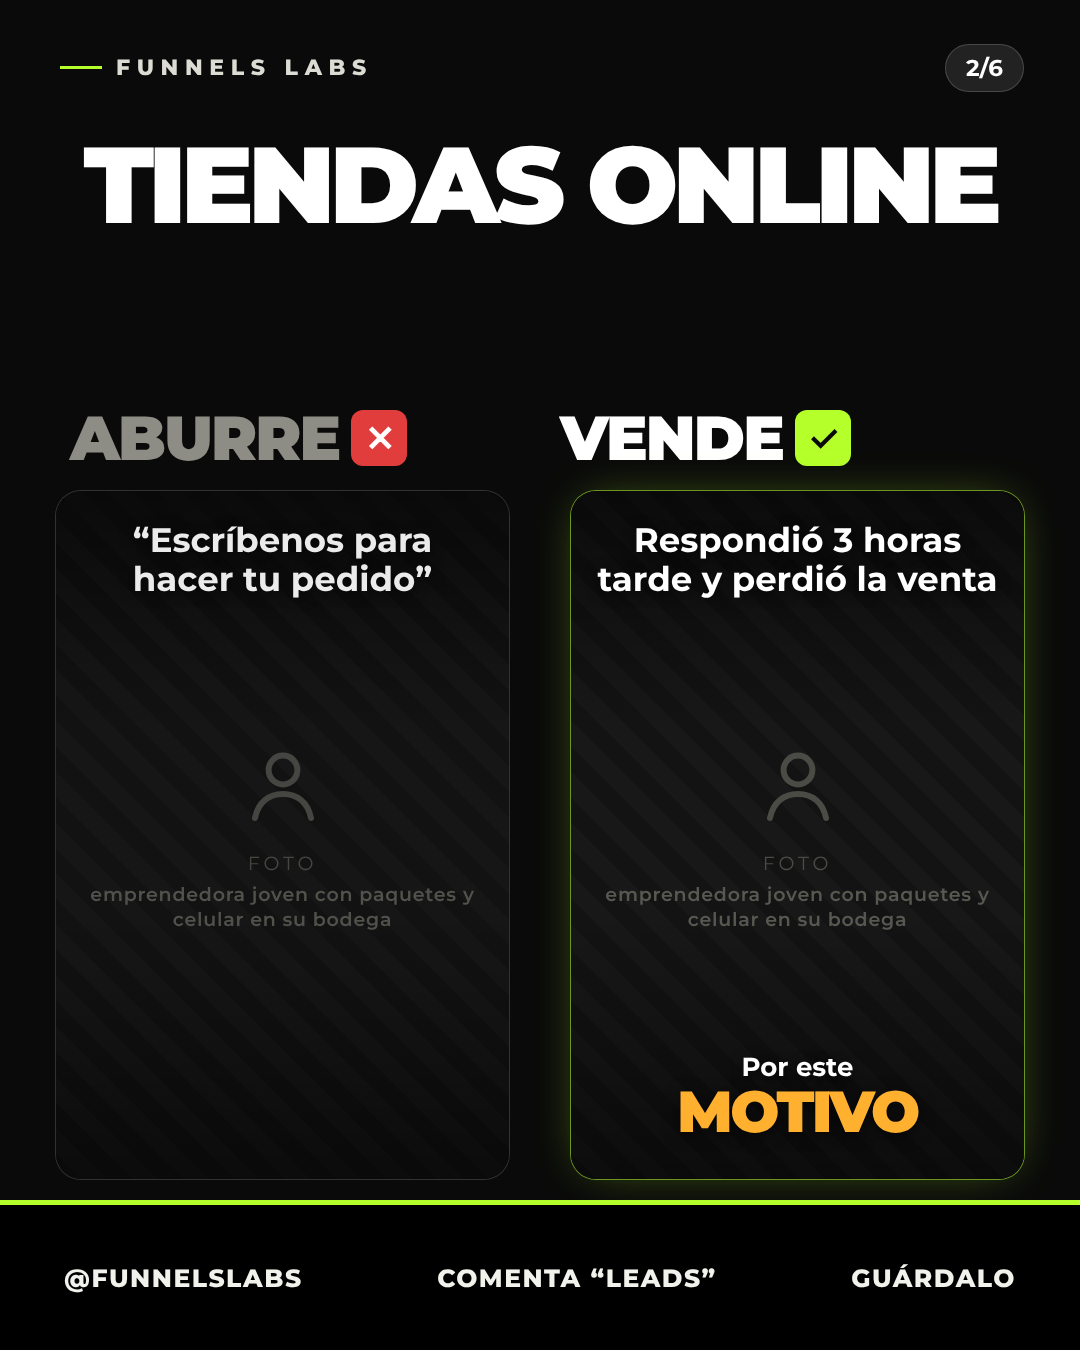 FUNNELS LABS
2/6
TIENDAS ONLINE
ABURRE
VENDE
“Escríbenos para
hacer tu pedido”
FOTO
emprendedora joven con paquetes y
celular en su bodega
Respondió 3 horas
tarde y perdió la venta
FOTO
emprendedora joven con paquetes y
celular en su bodega
Por este
MOTIVO
@FUNNELSLABS
COMENTA “LEADS”
GUÁRDALO